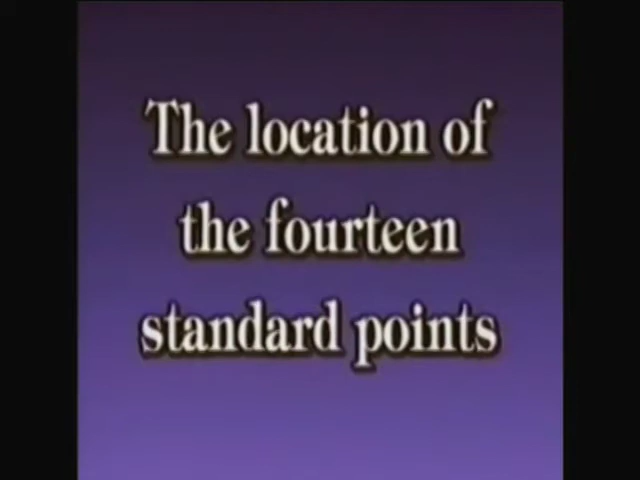 The location of
the fourteen
standard points